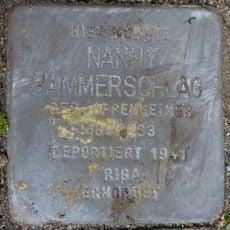 HIER WOHNTE
NANNY
HAMMERSCHLAG
GEB. OPPENHEIMER
DEPORTIERT 1941
RIGA
ERMORDET